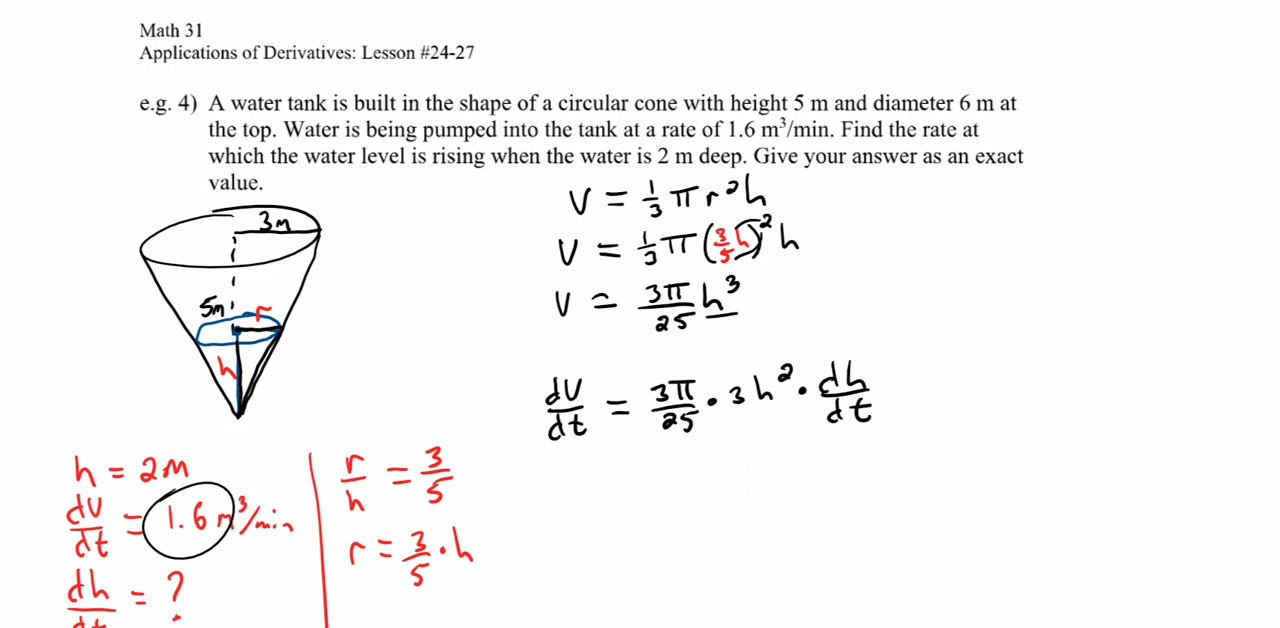 Math 31
Applications of Derivatives: Lesson #24-27
e.g. 4) A water tank is built in the shape of a circular cone with height 5 m and diameter 6 m at
the top. Water is being pumped into the tank at a rate of 1.6 m³/min. Find the rate at
which the water level is rising when the water is 2 m deep. Give your answer as an exact
value.
V = 1/3 π r²h
V = 1/3 π (3/5 h)² h
V = 3π/25 h³
3m
5m
r
h
dV/dt = 3π/25 • 3h² • dh/dt
h = 2m
dV/dt = 1.6 m³/min
dh/dt = ?
r/h = 3/5
r = 3/5 • h